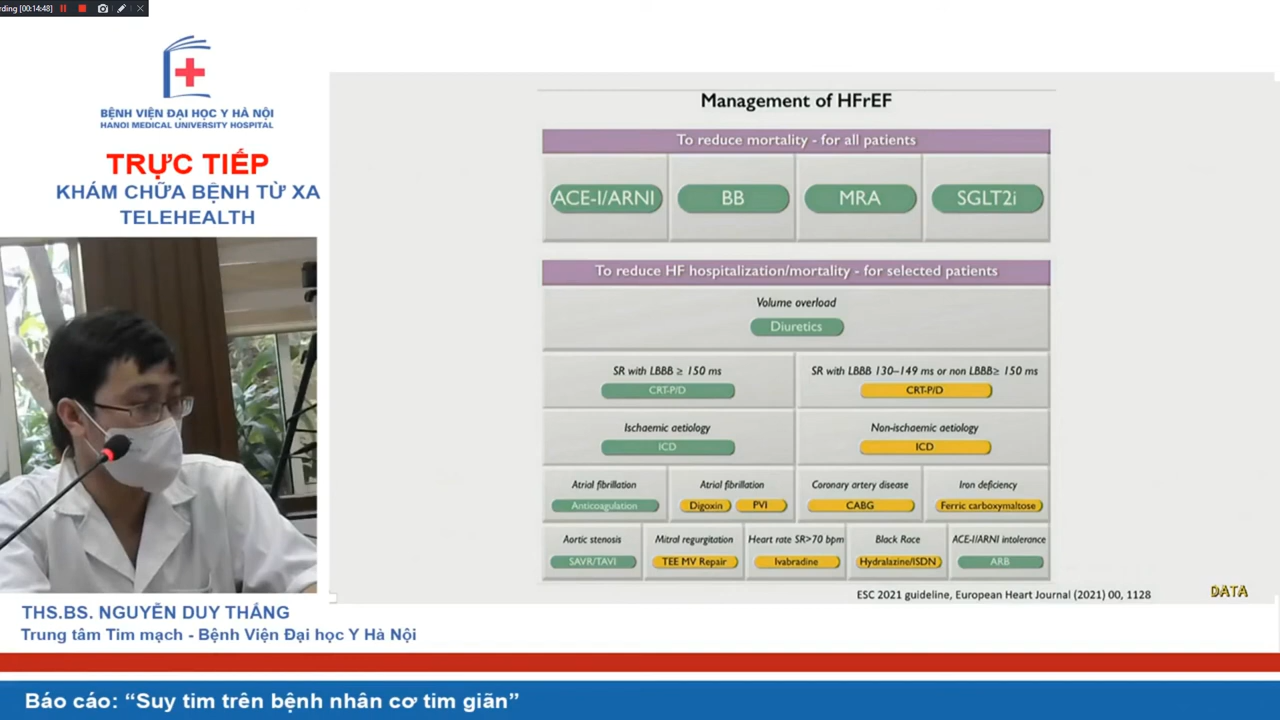 rding [00:14:48]
BỆNH VIỆN ĐẠI HỌC Y HÀ NỘI
HANOI MEDICAL UNIVERSITY HOSPITAL
TRỰC TIẾP
KHÁM CHỮA BỆNH TỪ XA
TELEHEALTH
Management of HFrEF
To reduce mortality - for all patients
ACE-I/ARNI
BB
MRA
SGLT2i
To reduce HF hospitalization/mortality - for selected patients
Volume overload
Diuretics
SR with LBBB ≥ 150 ms
CRT-P/D
SR with LBBB 130–149 ms or non LBBB≥ 150 ms
CRT-P/D
Ischaemic aetiology
ICD
Non-ischaemic aetiology
ICD
Atrial fibrillation
Anticoagulation
Atrial fibrillation
Digoxin PVI
Coronary artery disease
CABG
Iron deficiency
Ferric carboxymaltose
Aortic stenosis
SAVR/TAVI
Mitral regurgitation
TEE MV Repair
Heart rate SR>70 bpm
Ivabradine
Black Race
Hydralazine/ISDN
ACE-I/ARNI intolerance
ARB
ESC 2021 guideline, European Heart Journal (2021) 00, 1128
DATA
THS.BS. NGUYỄN DUY THẮNG
Trung tâm Tim mạch - Bệnh Viện Đại học Y Hà Nội
Báo cáo: “Suy tim trên bệnh nhân cơ tim giãn”